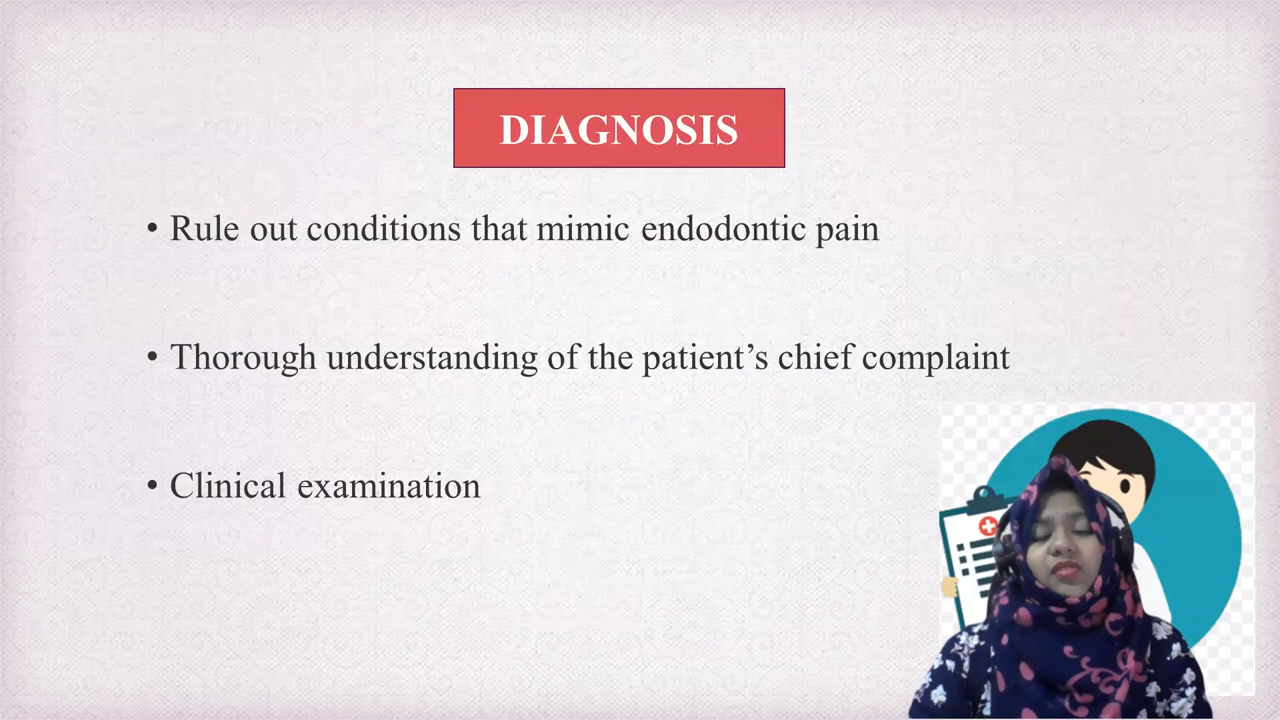 DIAGNOSIS
• Rule out conditions that mimic endodontic pain
• Thorough understanding of the patient’s chief complaint
• Clinical examination